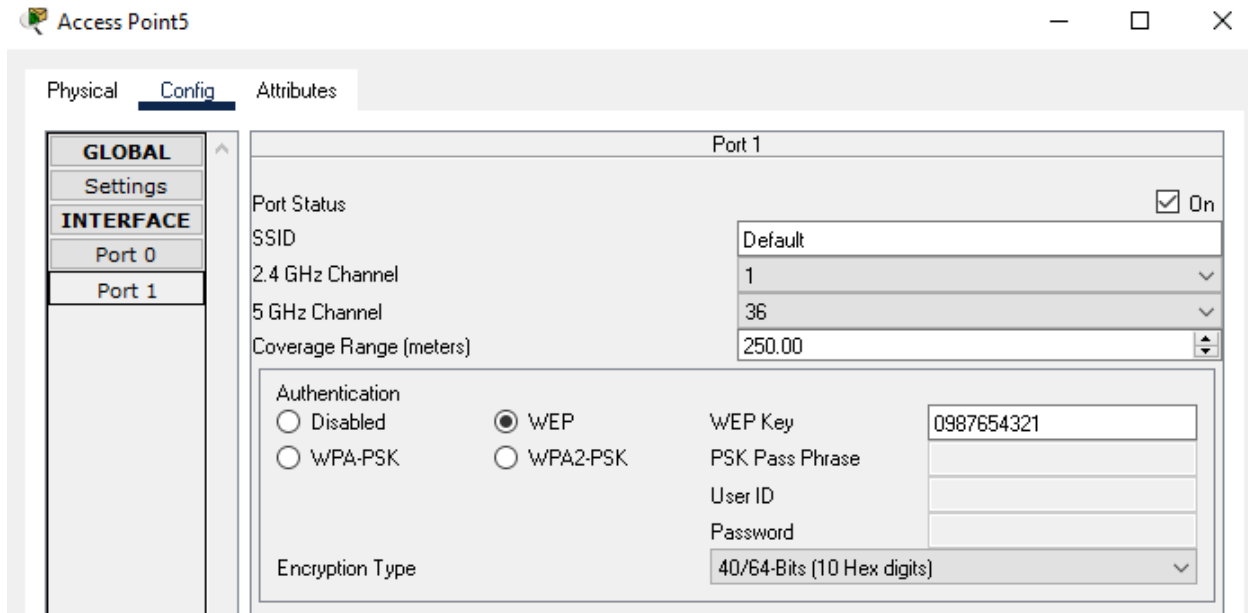 Access Point5
Physical Config Attributes
GLOBAL
Settings
INTERFACE
Port 0
Port 1
Port 1
Port Status On
SSID Default
2.4 GHz Channel 1
5 GHz Channel 36
Coverage Range (meters) 250.00
Authentication
Disabled WEP WEP Key 0987654321
WPA-PSK WPA2-PSK PSK Pass Phrase
User ID
Password
Encryption Type 40/64-Bits (10 Hex digits)